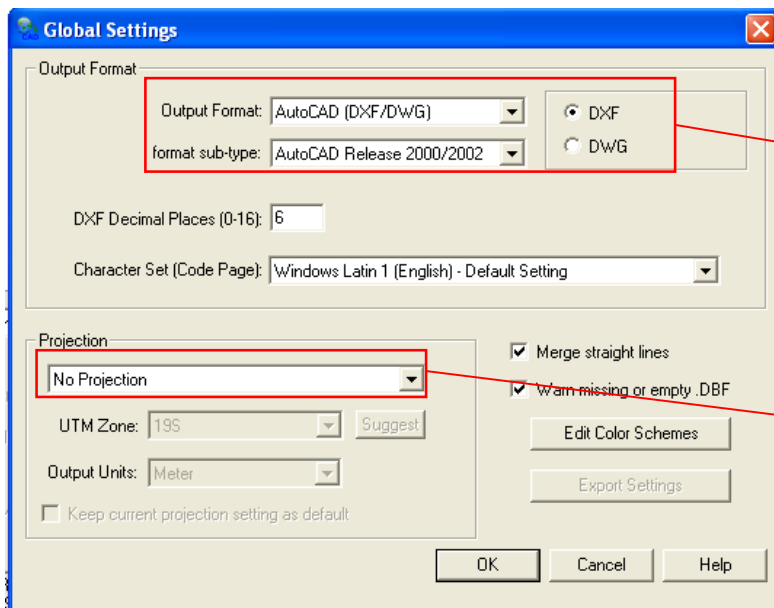 Global Settings
Output Format
Output Format: AutoCAD (DXF/DWG)
DXF
format sub-type: AutoCAD Release 2000/2002
DWG
DXF Decimal Places (0-16): 6
Character Set (Code Page): Windows Latin 1 (English) - Default Setting
Projection
No Projection
Merge straight lines
Warn missing or empty .DBF
UTM Zone: 19S
Suggest
Edit Color Schemes
Output Units: Meter
Export Settings
Keep current projection setting as default
OK
Cancel
Help